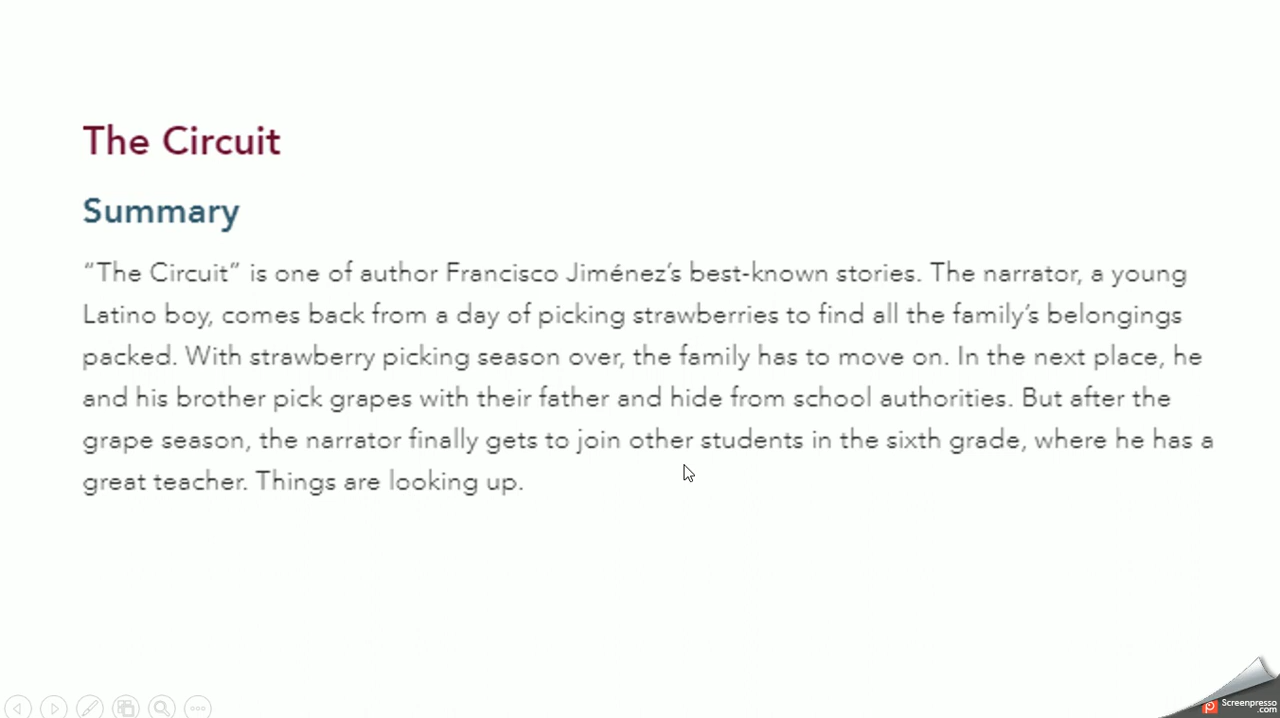 The Circuit
Summary
“The Circuit” is one of author Francisco Jiménez’s best-known stories. The narrator, a young
Latino boy, comes back from a day of picking strawberries to find all the family’s belongings
packed. With strawberry picking season over, the family has to move on. In the next place, he
and his brother pick grapes with their father and hide from school authorities. But after the
grape season, the narrator finally gets to join other students in the sixth grade, where he has a
great teacher. Things are looking up.
Screenpresso
.com